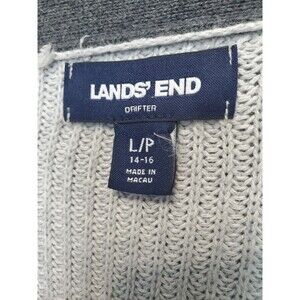 LANDS' END
DRIFTER
L/P
14-16
MADE IN
MACAU